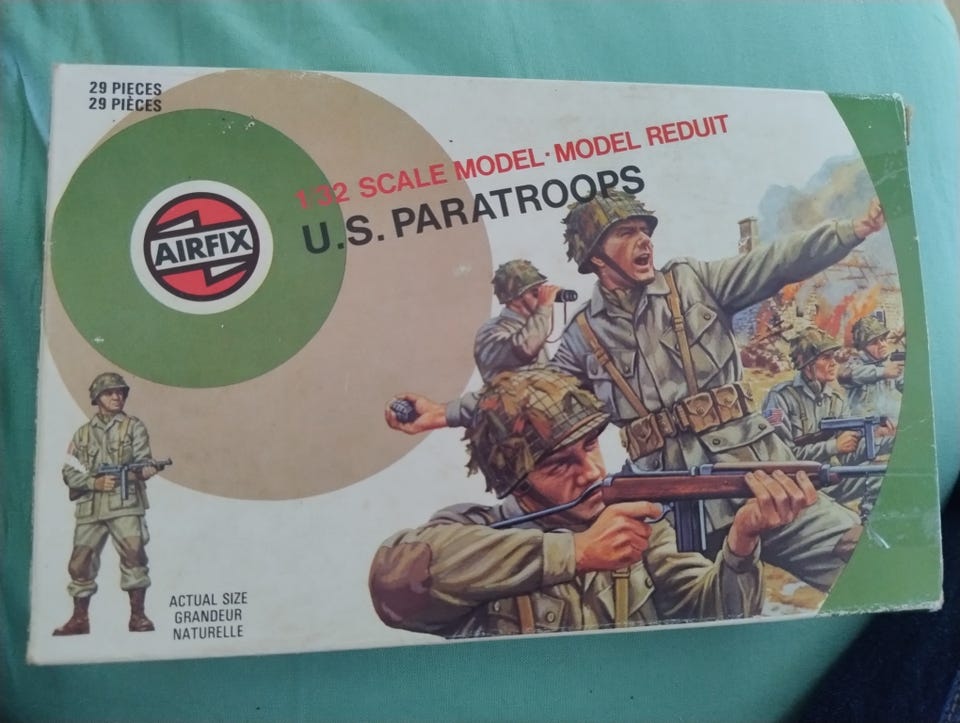 29 PIECES
29 PIÈCES
1/32 SCALE MODEL · MODEL REDUIT
U.S. PARATROOPS
AIRFIX
ACTUAL SIZE
GRANDEUR
NATURELLE